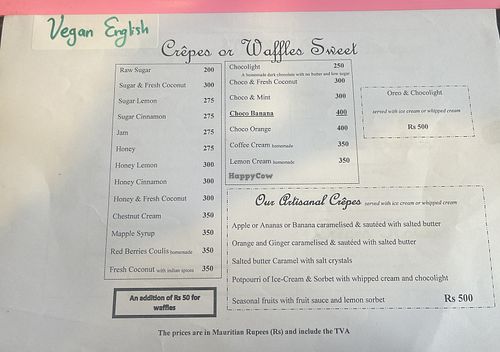 Vegan English
Crêpes or Waffles Sweet
Raw Sugar 200
Sugar & Fresh Coconut 300
Sugar Lemon 275
Sugar Cinnamon 275
Jam 275
Honey 275
Honey Lemon 300
Honey Cinnamon 300
Honey & Fresh Coconut 300
Chestnut Cream 350
Mapple Syrup 350
Red Berries Coulis homemade 350
Fresh Coconut with indian spices 350
An addition of Rs 50 for
waffles
Chocolight 250
A homemade dark chocolate with no butter and low sugar
Choco & Fresh Coconut 300
Choco & Mint 300
Choco Banana 400
Choco Orange 400
Coffee Cream homemade 350
Lemon Cream homemade 350
HappyCow
Oreo & Chocolight
served with ice cream or whipped cream
Rs 500
Our Artisanal Crêpes served with ice cream or whipped cream
Apple or Ananas or Banana caramelised & sautéed with salted butter
Orange and Ginger caramelised & sautéed with salted butter
Salted butter Caramel with salt crystals
Potpourri of Ice-Cream & Sorbet with whipped cream and chocolight
Seasonal fruits with fruit sauce and lemon sorbet Rs 500
The prices are in Mauritian Rupees (Rs) and include the TVA